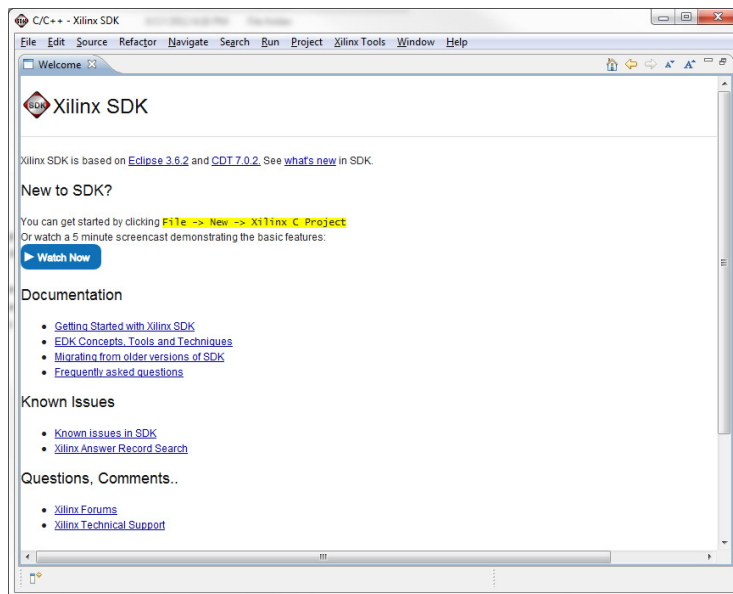 C/C++ - Xilinx SDK
File Edit Source Refactor Navigate Search Run Project Xilinx Tools Window Help
Welcome
SDK Xilinx SDK
Xilinx SDK is based on Eclipse 3.6.2 and CDT 7.0.2. See what's new in SDK.
New to SDK?
You can get started by clicking File -> New -> Xilinx C Project
Or watch a 5 minute screencast demonstrating the basic features:
Watch Now
Documentation
Getting Started with Xilinx SDK
EDK Concepts, Tools and Techniques
Migrating from older versions of SDK
Frequently asked questions
Known Issues
Known issues in SDK
Xilinx Answer Record Search
Questions, Comments..
Xilinx Forums
Xilinx Technical Support